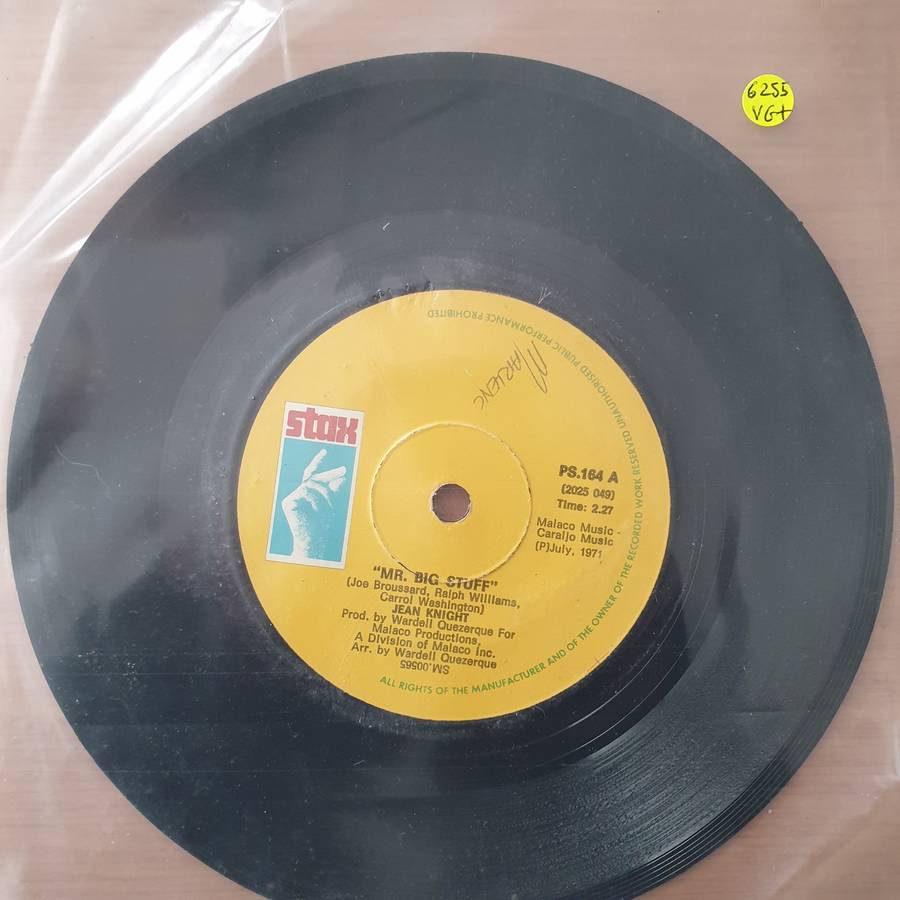 6255
VG+
ALL RIGHTS OF THE MANUFACTURER AND OF THE OWNER OF THE RECORDED WORK RESERVED UNAUTHORISED PUBLIC PERFORMANCE PROHIBITED
stax
PS.164 A
(2025 049)
Time: 2.27
Malaco Music -
Caraljo Music
(P)July, 1971
"MR. BIG STUFF"
(Joe Broussard, Ralph Williams,
Carrol Washington)
JEAN KNIGHT
Prod. by Wardell Quezerque For
Malaco Productions,
A Division of Malaco Inc.
Arr. by Wardell Quezerque
SM.00565